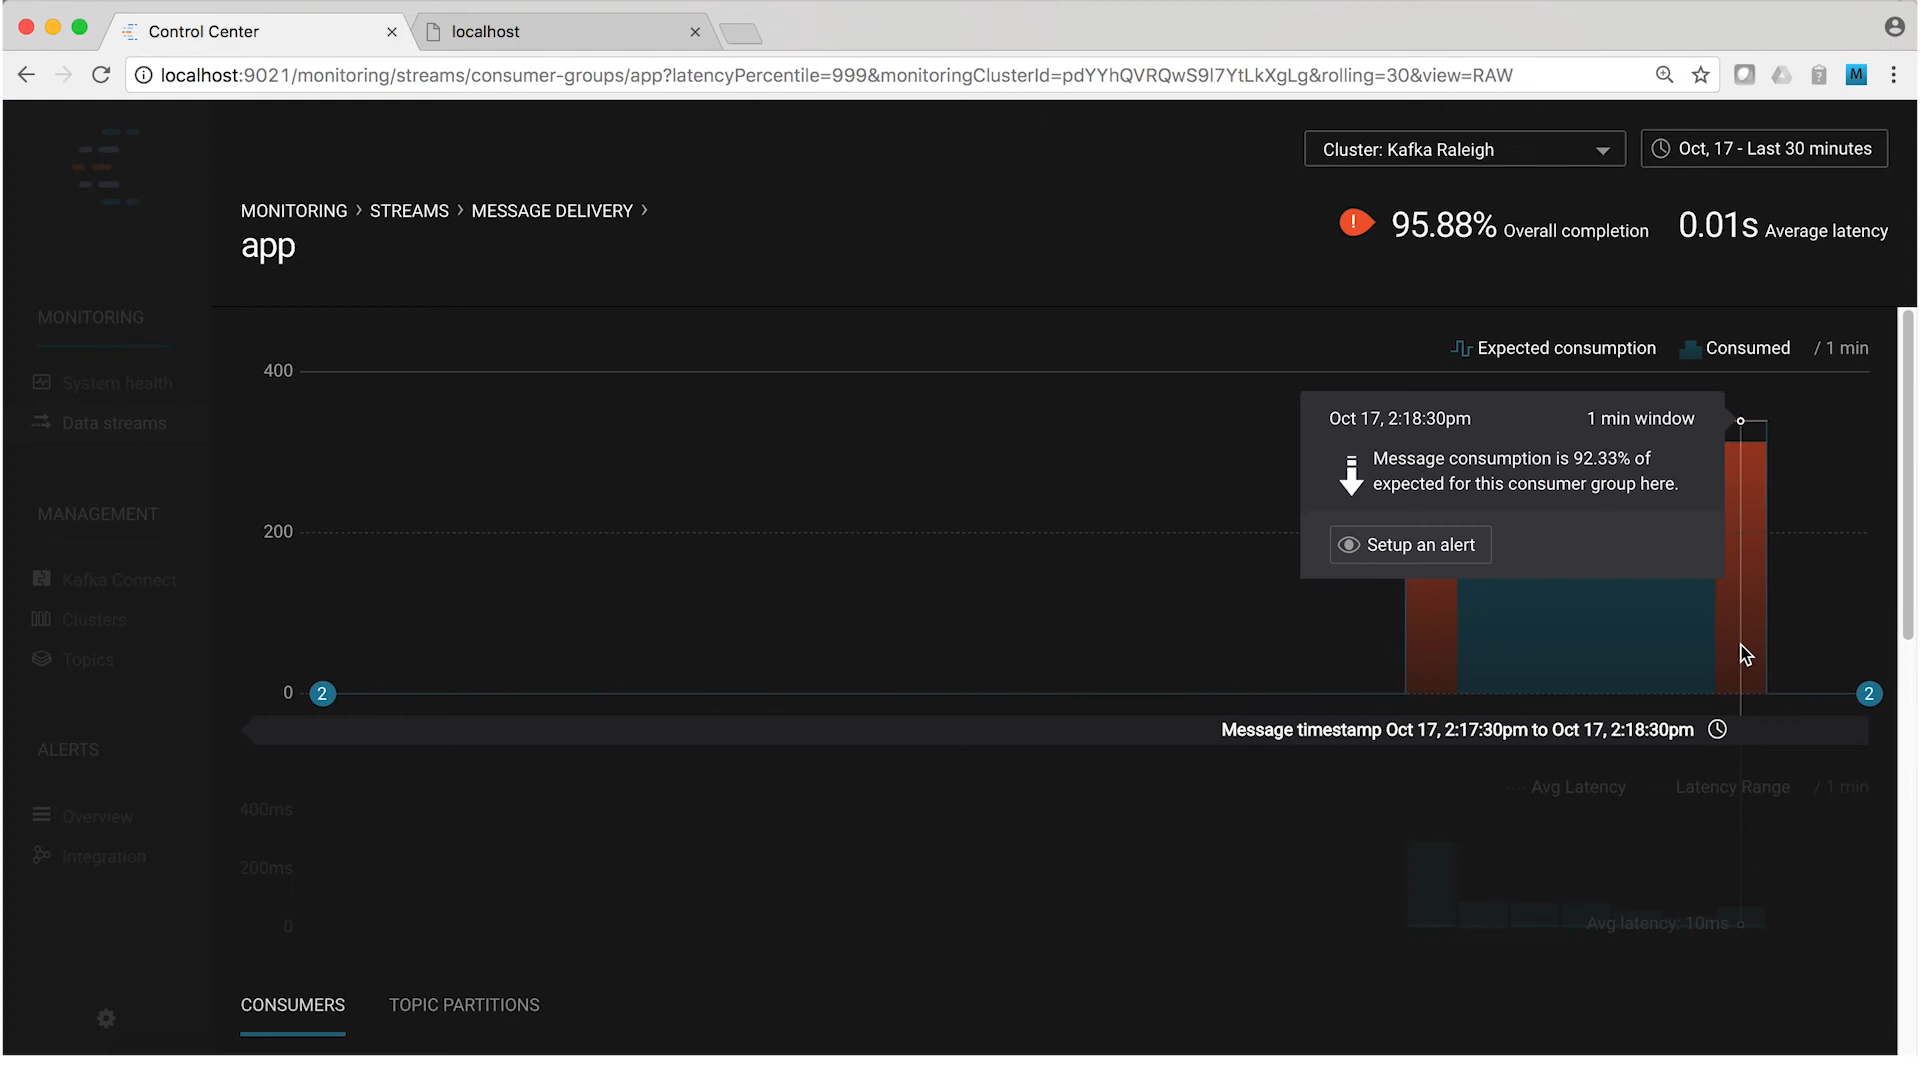 Control Center
localhost
localhost:9021/monitoring/streams/consumer-groups/app?latencyPercentile=999&monitoringClusterId=pdYYhQVRQwS9l7YtLkXgLg&rolling=30&view=RAW
M
Cluster: Kafka Raleigh
Oct, 17 - Last 30 minutes
MONITORING > STREAMS > MESSAGE DELIVERY >
app
! 95.88% Overall completion 0.01s Average latency
MONITORING
System health
Data streams
MANAGEMENT
Kafka Connect
Clusters
Topics
ALERTS
Overview
Integration
Expected consumption Consumed / 1 min
400
Oct 17, 2:18:30pm 1 min window
Message consumption is 92.33% of
expected for this consumer group here.
200
Setup an alert
0 2 2
Message timestamp Oct 17, 2:17:30pm to Oct 17, 2:18:30pm
Avg Latency Latency Range / 1 min
400ms
200ms
0
Avg latency: 10ms
CONSUMERS TOPIC PARTITIONS